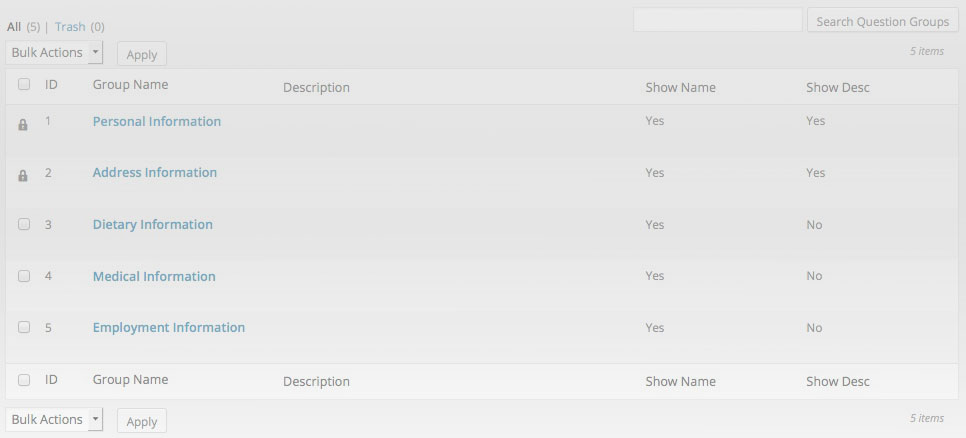 All (5) | Trash (0)
Search Question Groups
Bulk Actions Apply 5 items
ID Group Name Description Show Name Show Desc
1 Personal Information Yes Yes
2 Address Information Yes Yes
3 Dietary Information Yes No
4 Medical Information Yes No
5 Employment Information Yes No
ID Group Name Description Show Name Show Desc
Bulk Actions Apply 5 items